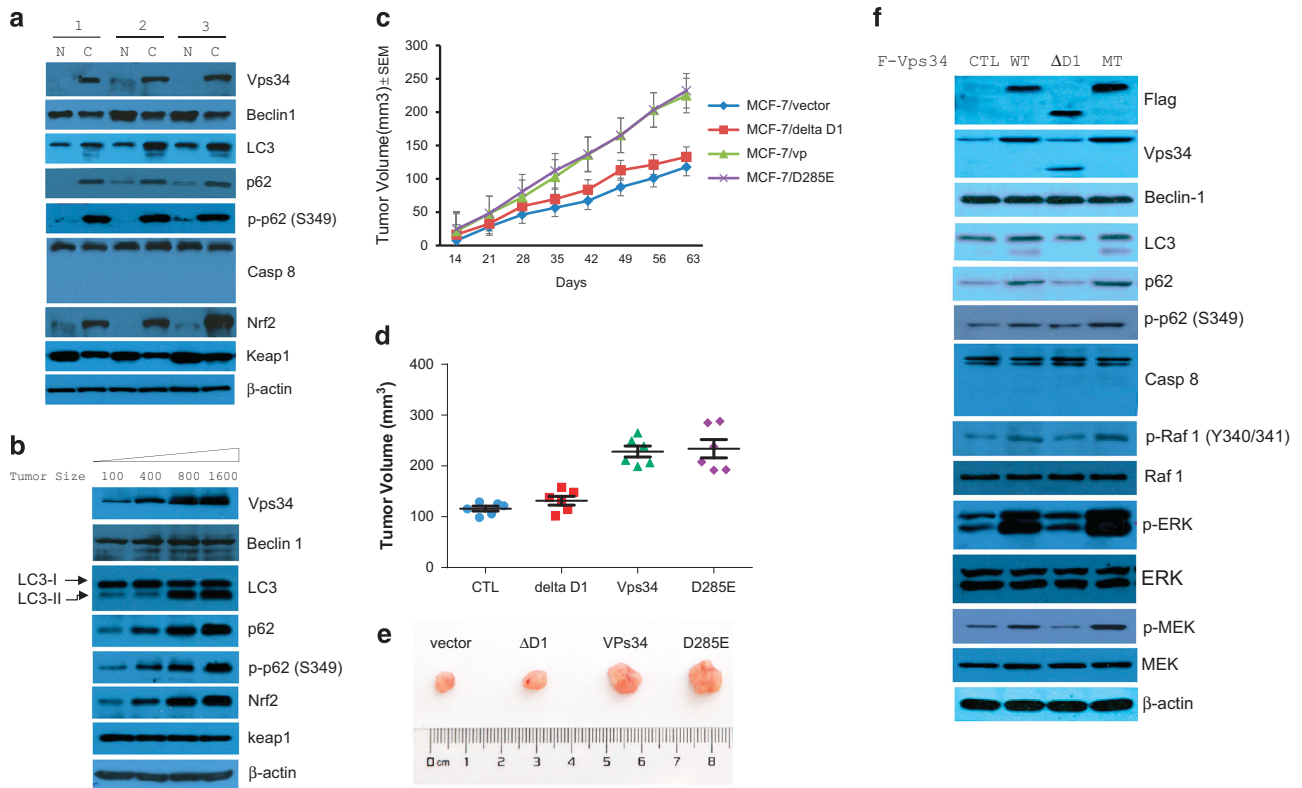 a
1 2 3
N C N C N C
Vps34
Beclin1
LC3
p62
p-p62 (S349)
Casp 8
Nrf2
Keap1
β-actin
b
Tumor Size 100 400 800 1600
Vps34
Beclin 1
LC3-I
LC3-II
LC3
p62
p-p62 (S349)
Nrf2
keap1
β-actin
c
Tumor Volume(mm3)±SEM
300
250
200
150
100
50
0
14 21 28 35 42 49 56 63
Days
MCF-7/vector
MCF-7/delta D1
MCF-7/vp
MCF-7/D285E
d
Tumor Volume (mm³)
400
300
200
100
0
CTL delta D1 Vps34 D285E
e
vector ΔD1 VPs34 D285E
0 cm 1 2 3 4 5 6 7 8
f
F-Vps34 CTL WT ΔD1 MT
Flag
Vps34
Beclin-1
LC3
p62
p-p62 (S349)
Casp 8
p-Raf 1 (Y340/341)
Raf 1
p-ERK
ERK
p-MEK
MEK
β-actin